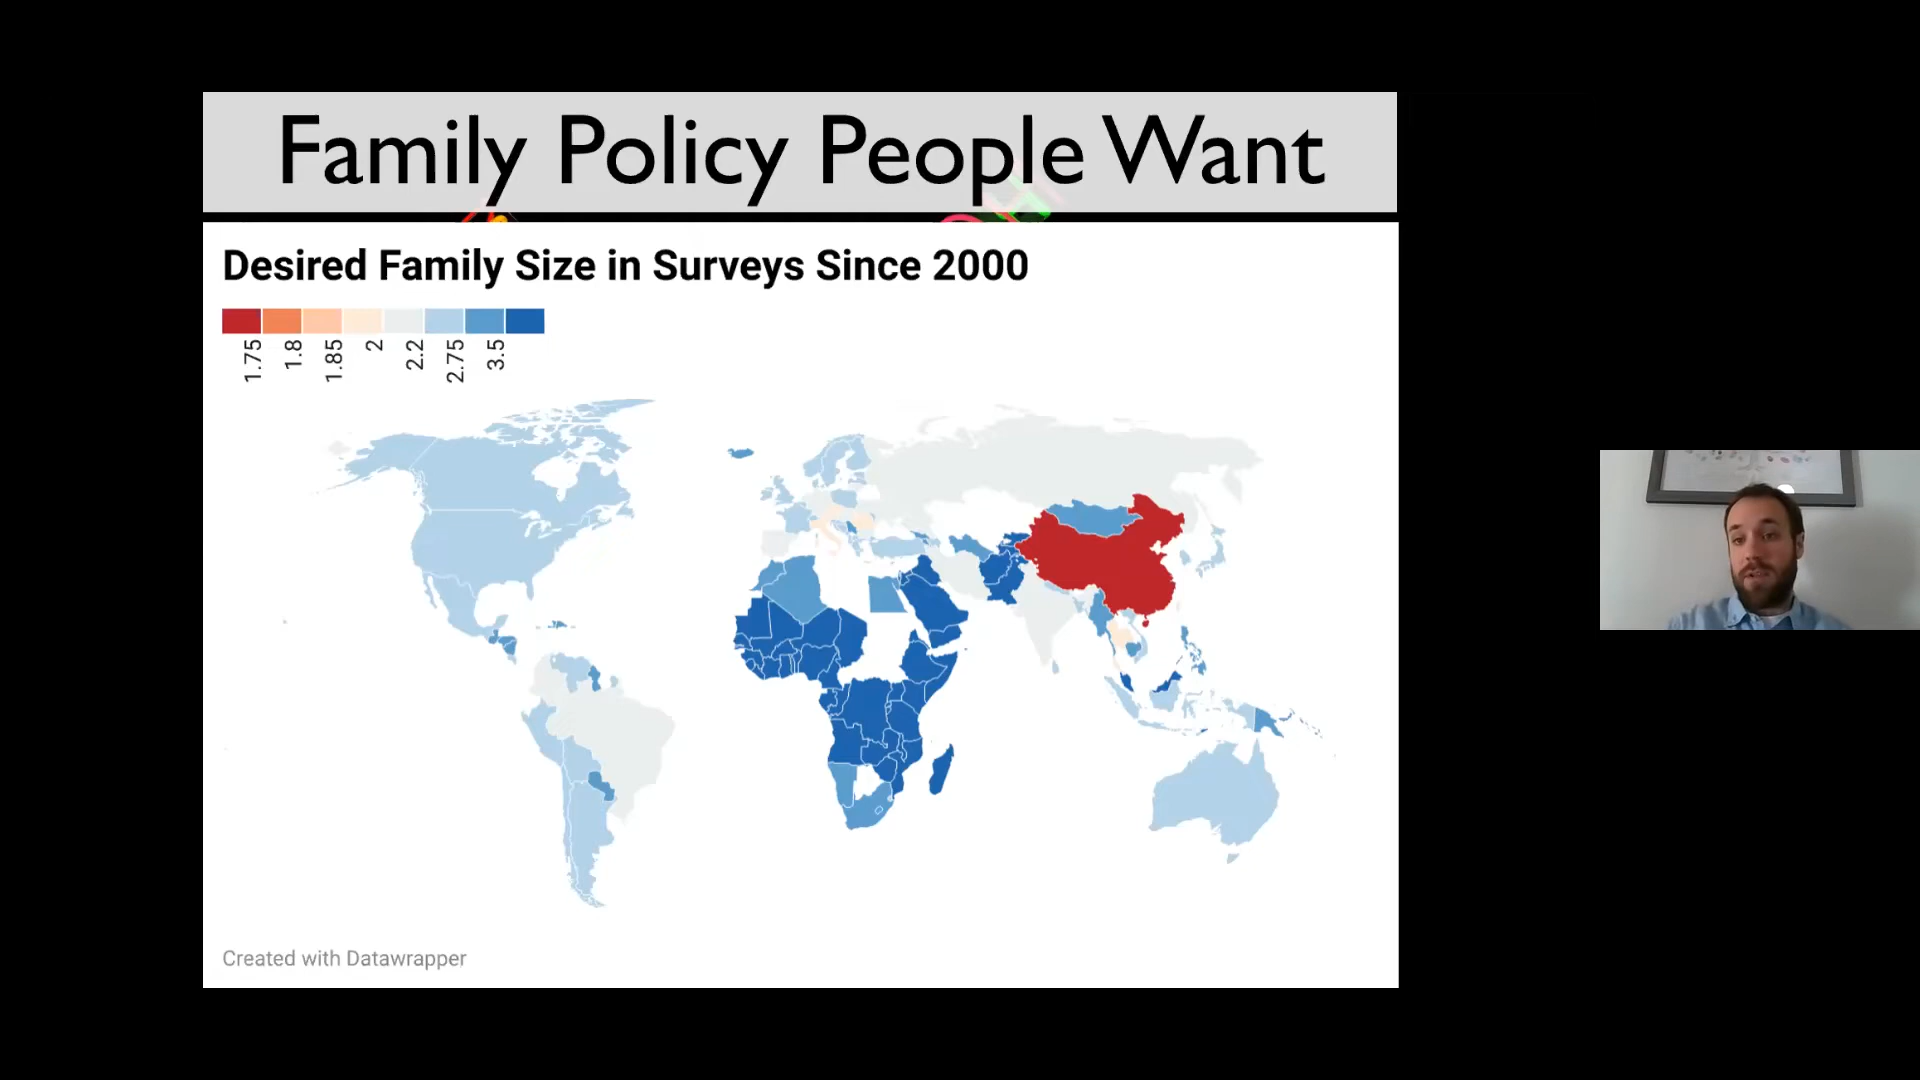 Family Policy People Want
Desired Family Size in Surveys Since 2000
1.75
1.8
1.85
2
2.2
2.75
3.5
Created with Datawrapper